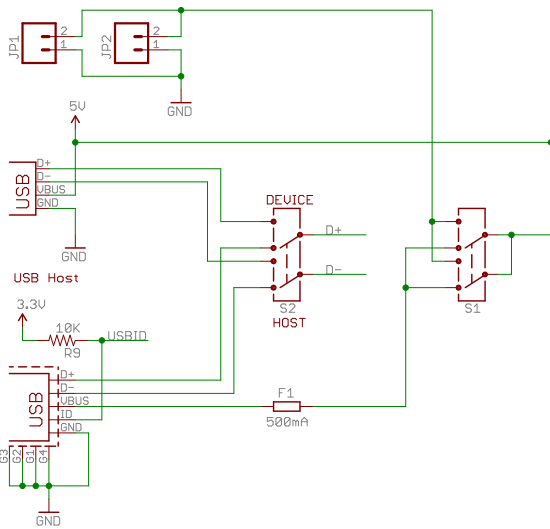 JP1
2
1
JP2
2
1
GND
5V
USB
D+
D-
VBUS
GND
GND
USB Host
DEVICE
D+
D-
S2
HOST
S1
3.3V
10K
R9
USBID
USB
D+
D-
VBUS
ID
GND
F1
500mA
G3
G2
G1
G4
GND